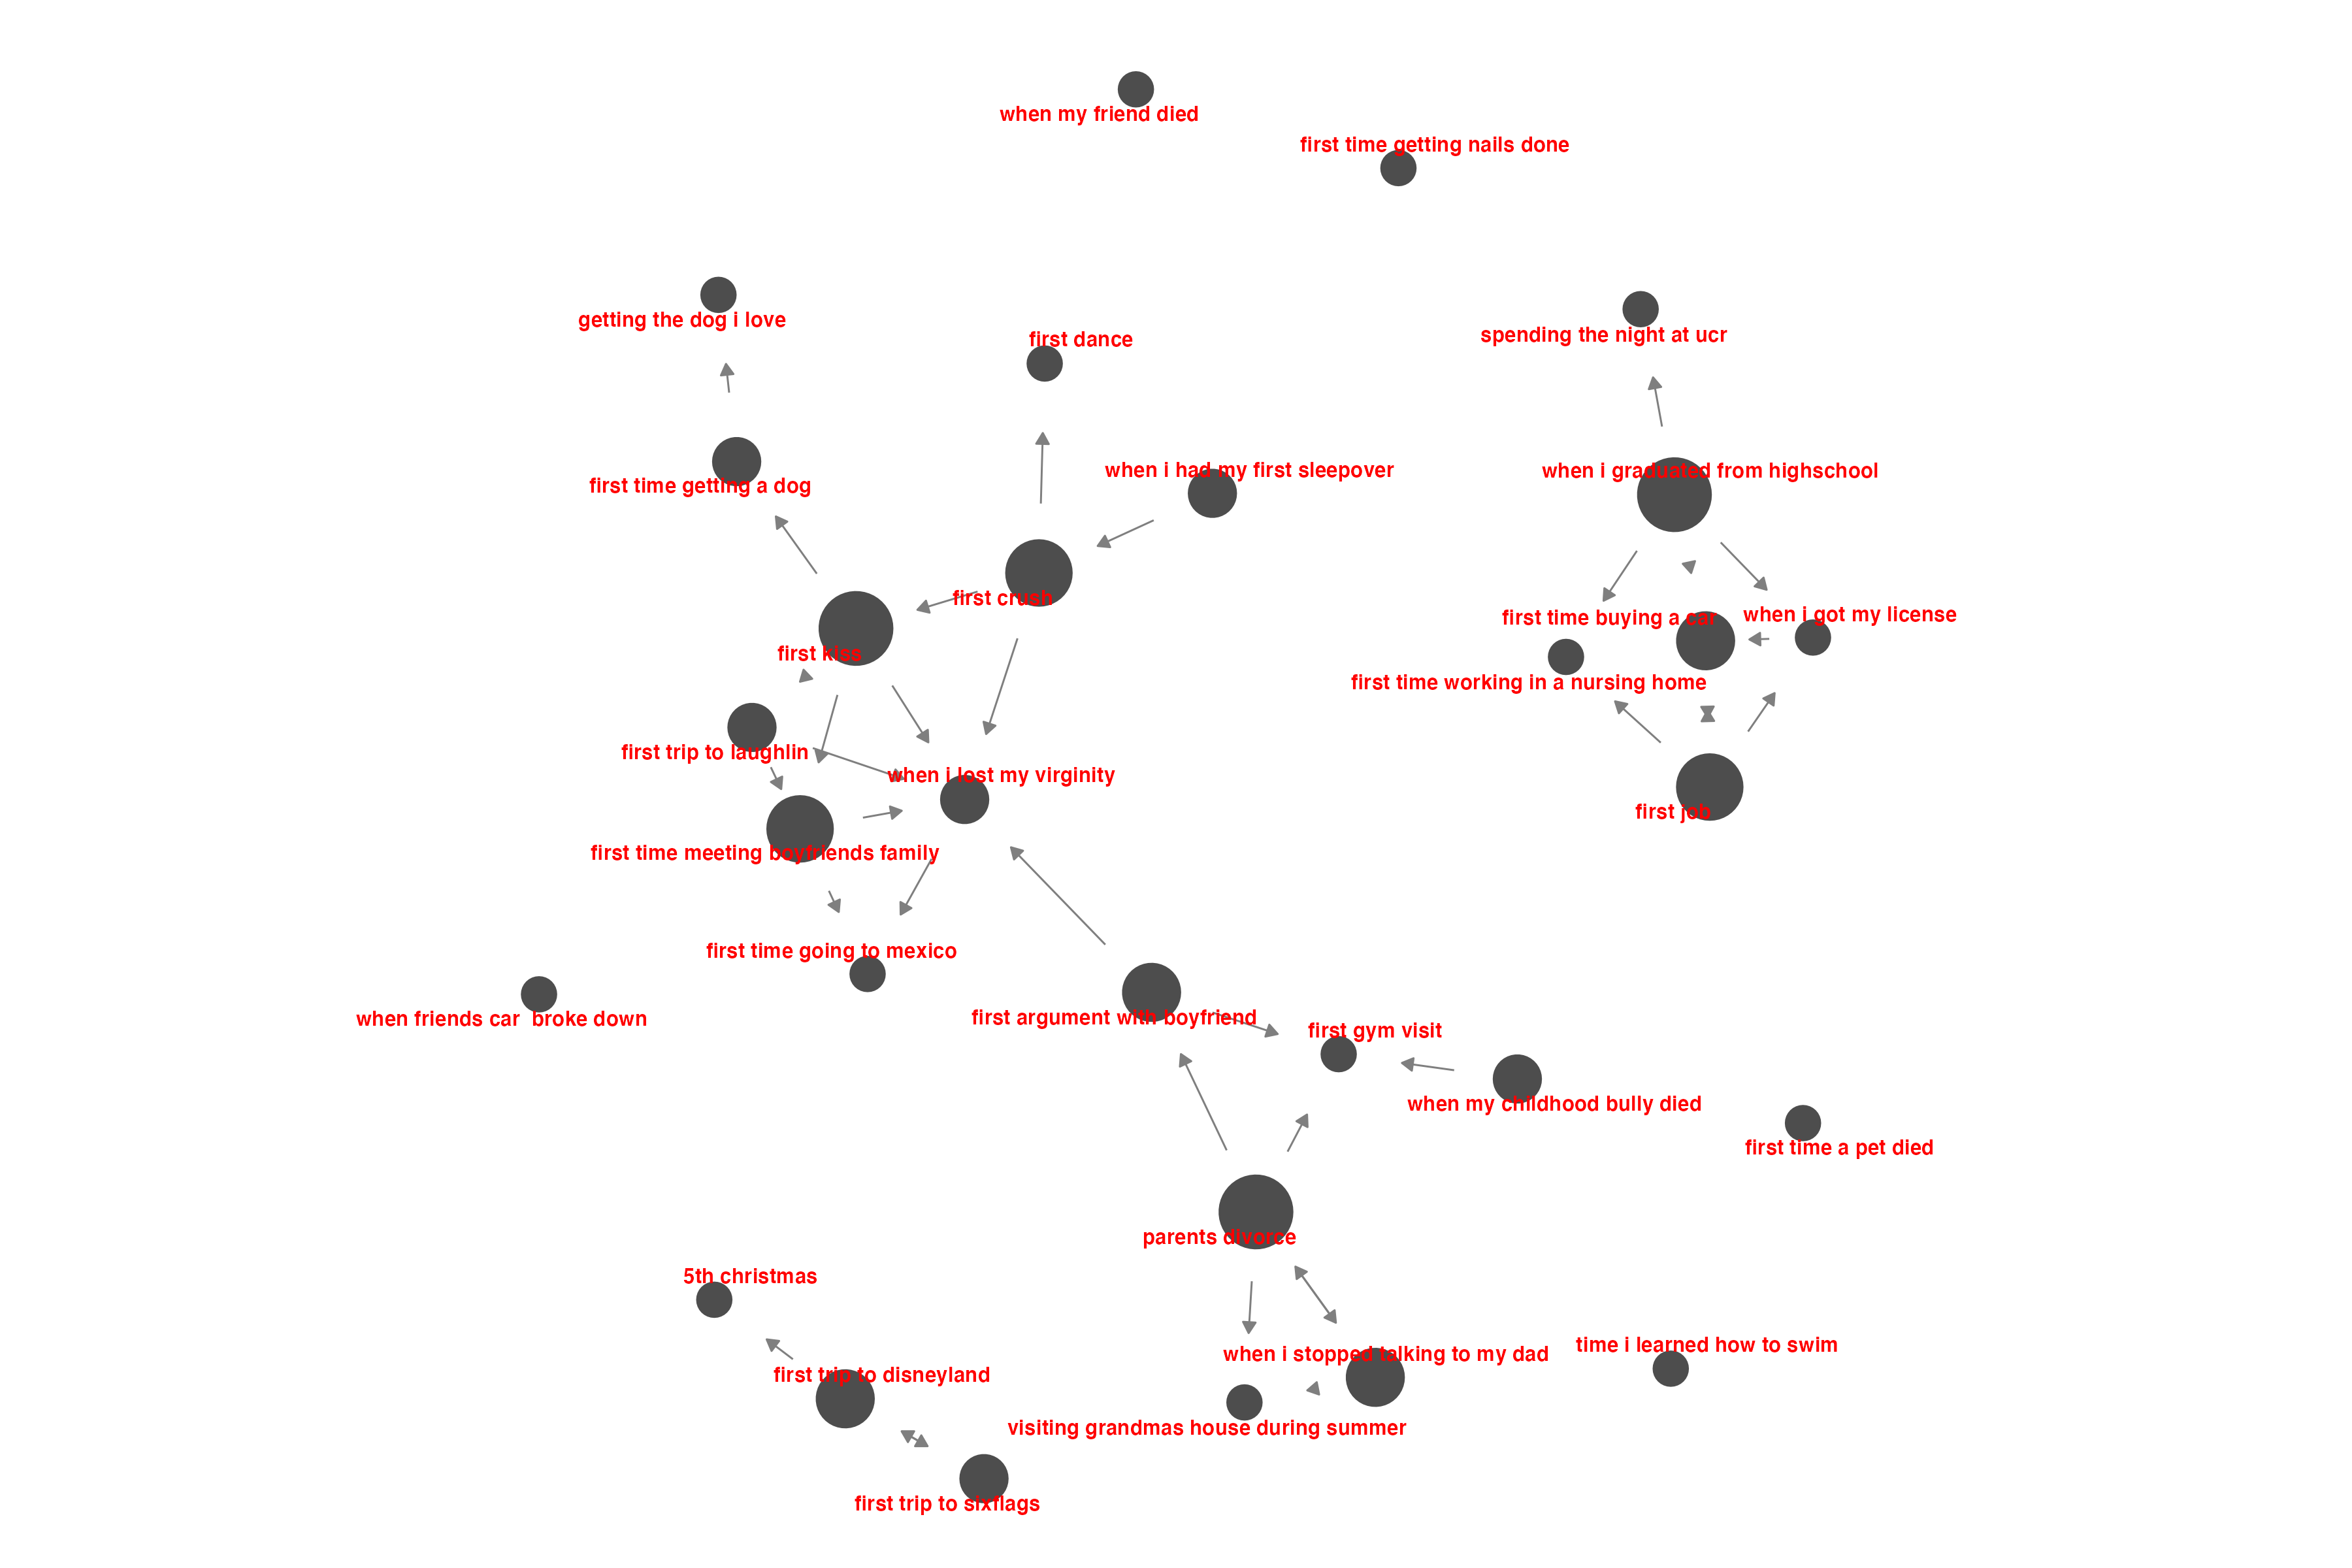 when my friend died
first time getting nails done
getting the dog i love
first dance
spending the night at ucr
when i had my first sleepover
when i graduated from highschool
first time getting a dog
first crush
first time buying a car
when i got my license
first kiss
first time working in a nursing home
first trip to laughlin
when i lost my virginity
first job
first time meeting boyfriends family
first time going to mexico
when friends car  broke down
first argument with boyfriend
first gym visit
when my childhood bully died
first time a pet died
parents divorce
5th christmas
time i learned how to swim
when i stopped talking to my dad
first trip to disneyland
visiting grandmas house during summer
first trip to sixflags